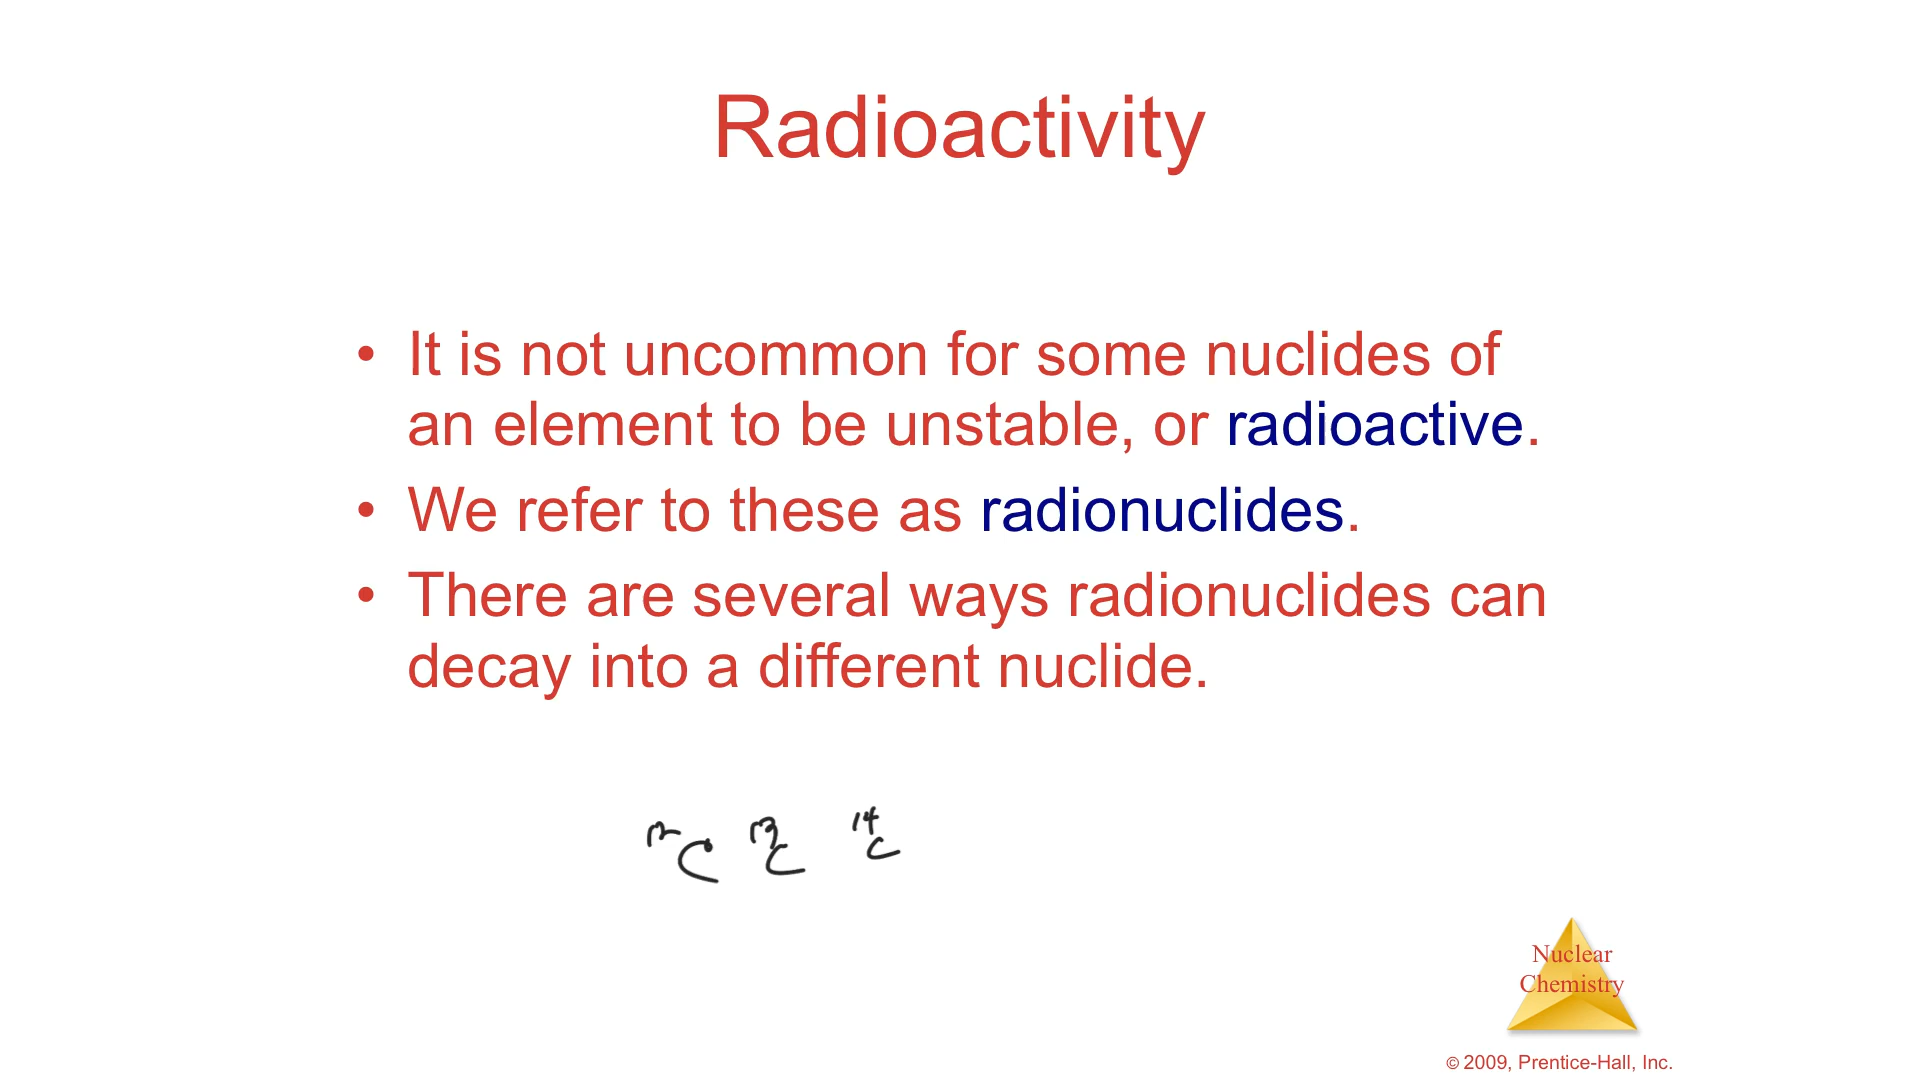 Radioactivity
• It is not uncommon for some nuclides of
an element to be unstable, or radioactive.
• We refer to these as radionuclides.
• There are several ways radionuclides can
decay into a different nuclide.
¹²C ¹³C ¹⁴C
Nuclear
Chemistry
© 2009, Prentice-Hall, Inc.